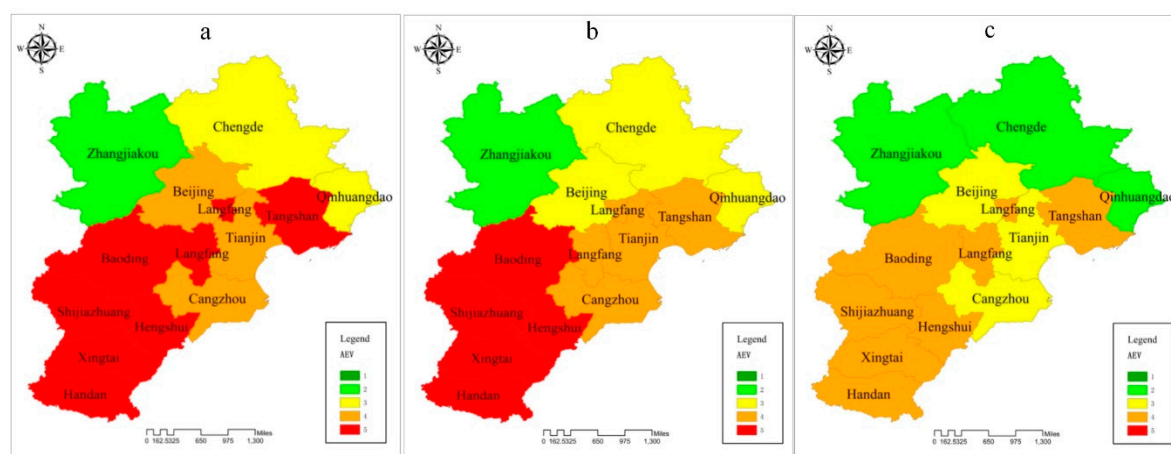 a
N
W E
S
Chengde
Zhangjiakou
Beijing
Qinhuangdao
Langfang
Tangshan
Tianjin
Langfang
Baoding
Cangzhou
Shijiazhuang
Hengshui
Xingtai
Handan
Legend
AEV
1
2
3
4
5
Miles
0 162.5325 650 975 1,300
b
N
W E
S
Chengde
Zhangjiakou
Beijing
Qinhuangdao
Langfang
Tangshan
Tianjin
Langfang
Baoding
Cangzhou
Shijiazhuang
Hengshui
Xingtai
Handan
Legend
AEV
1
2
3
4
5
Miles
0 162.5325 650 975 1,300
c
N
W E
S
Chengde
Zhangjiakou
Beijing
Qinhuangdao
Langfang
Tangshan
Tianjin
Langfang
Baoding
Cangzhou
Shijiazhuang
Hengshui
Xingtai
Handan
Legend
AEV
1
2
3
4
5
Miles
0 162.5325 650 975 1,300